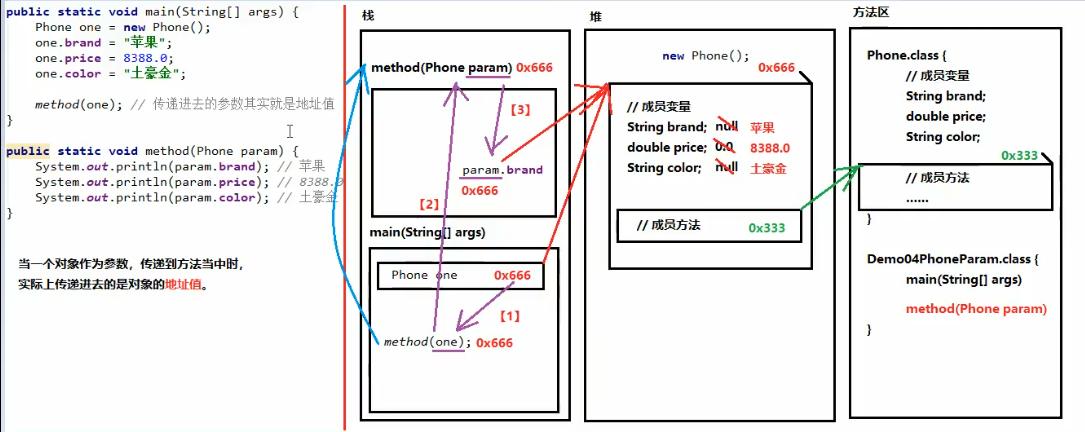 public static void main(String[] args) {
Phone one = new Phone();
one.brand = "苹果";
one.price = 8388.0;
one.color = "土豪金";
method(one); // 传递进去的参数其实就是地址值
}
public static void method(Phone param) {
System.out.println(param.brand); // 苹果
System.out.println(param.price); // 8388.0
System.out.println(param.color); // 土豪金
}
当一个对象作为参数，传递到方法当中时，
实际上传递进去的是对象的地址值。
栈
method(Phone param) 0x666
【3】
param.brand
0x666
【2】
main(String[] args)
Phone one 0x666
【1】
method(one); 0x666
堆
new Phone();
0x666
// 成员变量
String brand; null 苹果
double price; 0.0 8388.0
String color; null 土豪金
// 成员方法 0x333
方法区
Phone.class {
// 成员变量
String brand;
double price;
String color;
0x333
// 成员方法
......
}
Demo04PhoneParam.class {
main(String[] args)
method(Phone param)
}